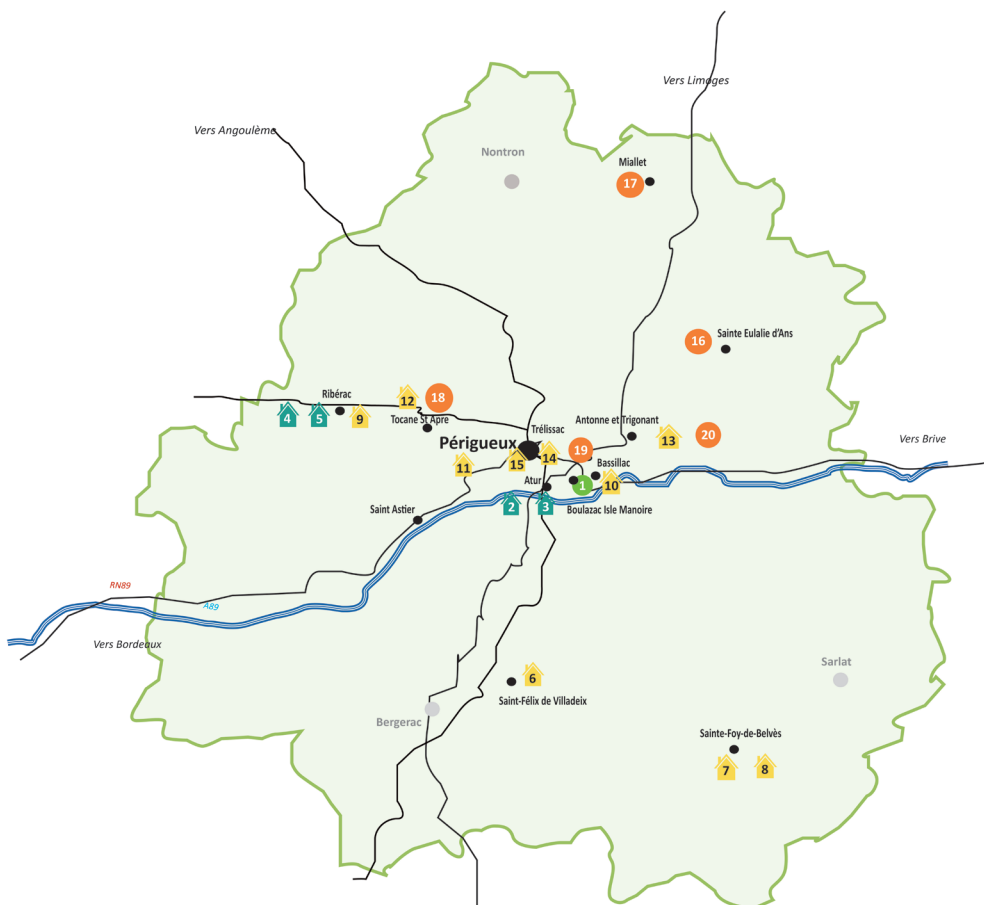 Vers Limoges
Vers Angoulème
Nontron
Miallet
17
16
Sainte Eulalie d'Ans
12
18
Ribérac
4
5
9
Tocane St Apre
Antonne et Trigonant
13
20
Trélissac
Périgueux
19
Vers Brive
11
15
14
Bassillac
Atur
1
10
2
3
Boulazac Isle Manoire
Saint Astier
RN89
A89
Vers Bordeaux
6
Saint-Félix de Villadeix
Sarlat
Bergerac
Sainte-Foy-de-Belvès
7
8